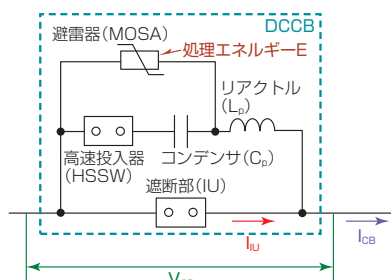 DCCB
避雷器(MOSA)
処理エネルギーE
リアクトル
(Lp)
高速投入器
(HSSW)
コンデンサ(Cp)
遮断部(IU)
IIU
ICB